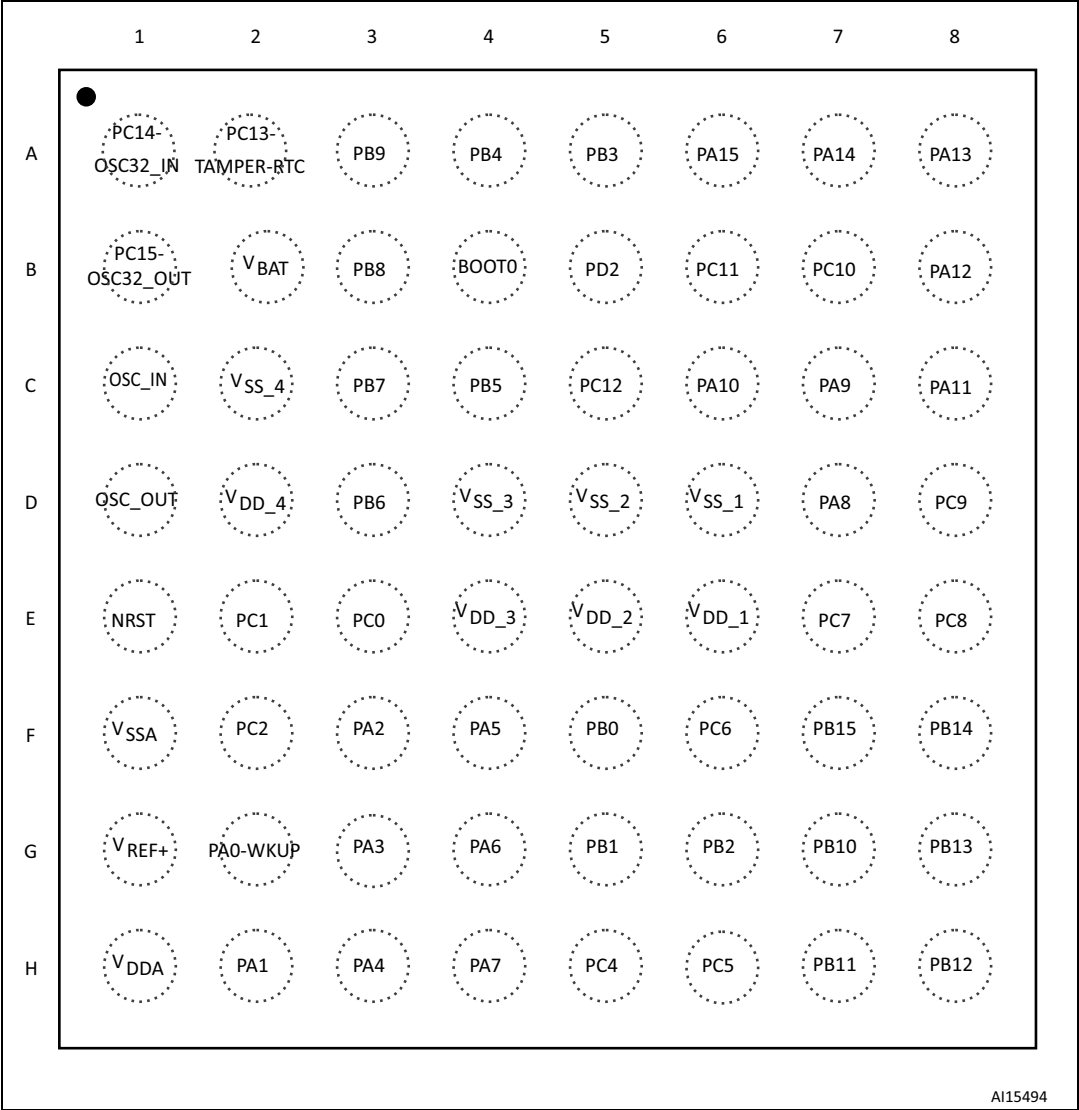 1 2 3 4 5 6 7 8
A PC14-OSC32_IN PC13-TAMPER-RTC PB9 PB4 PB3 PA15 PA14 PA13
B PC15-OSC32_OUT VBAT PB8 BOOT0 PD2 PC11 PC10 PA12
C OSC_IN VSS_4 PB7 PB5 PC12 PA10 PA9 PA11
D OSC_OUT VDD_4 PB6 VSS_3 VSS_2 VSS_1 PA8 PC9
E NRST PC1 PC0 VDD_3 VDD_2 VDD_1 PC7 PC8
F VSSA PC2 PA2 PA5 PB0 PC6 PB15 PB14
G VREF+ PA0-WKUP PA3 PA6 PB1 PB2 PB10 PB13
H VDDA PA1 PA4 PA7 PC4 PC5 PB11 PB12
AI15494